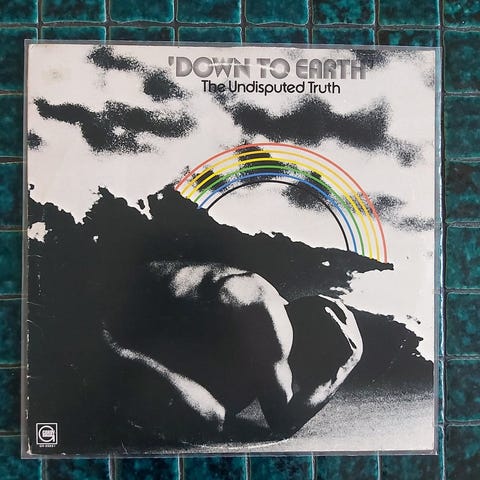 'DOWN TO EARTH'
The Undisputed Truth